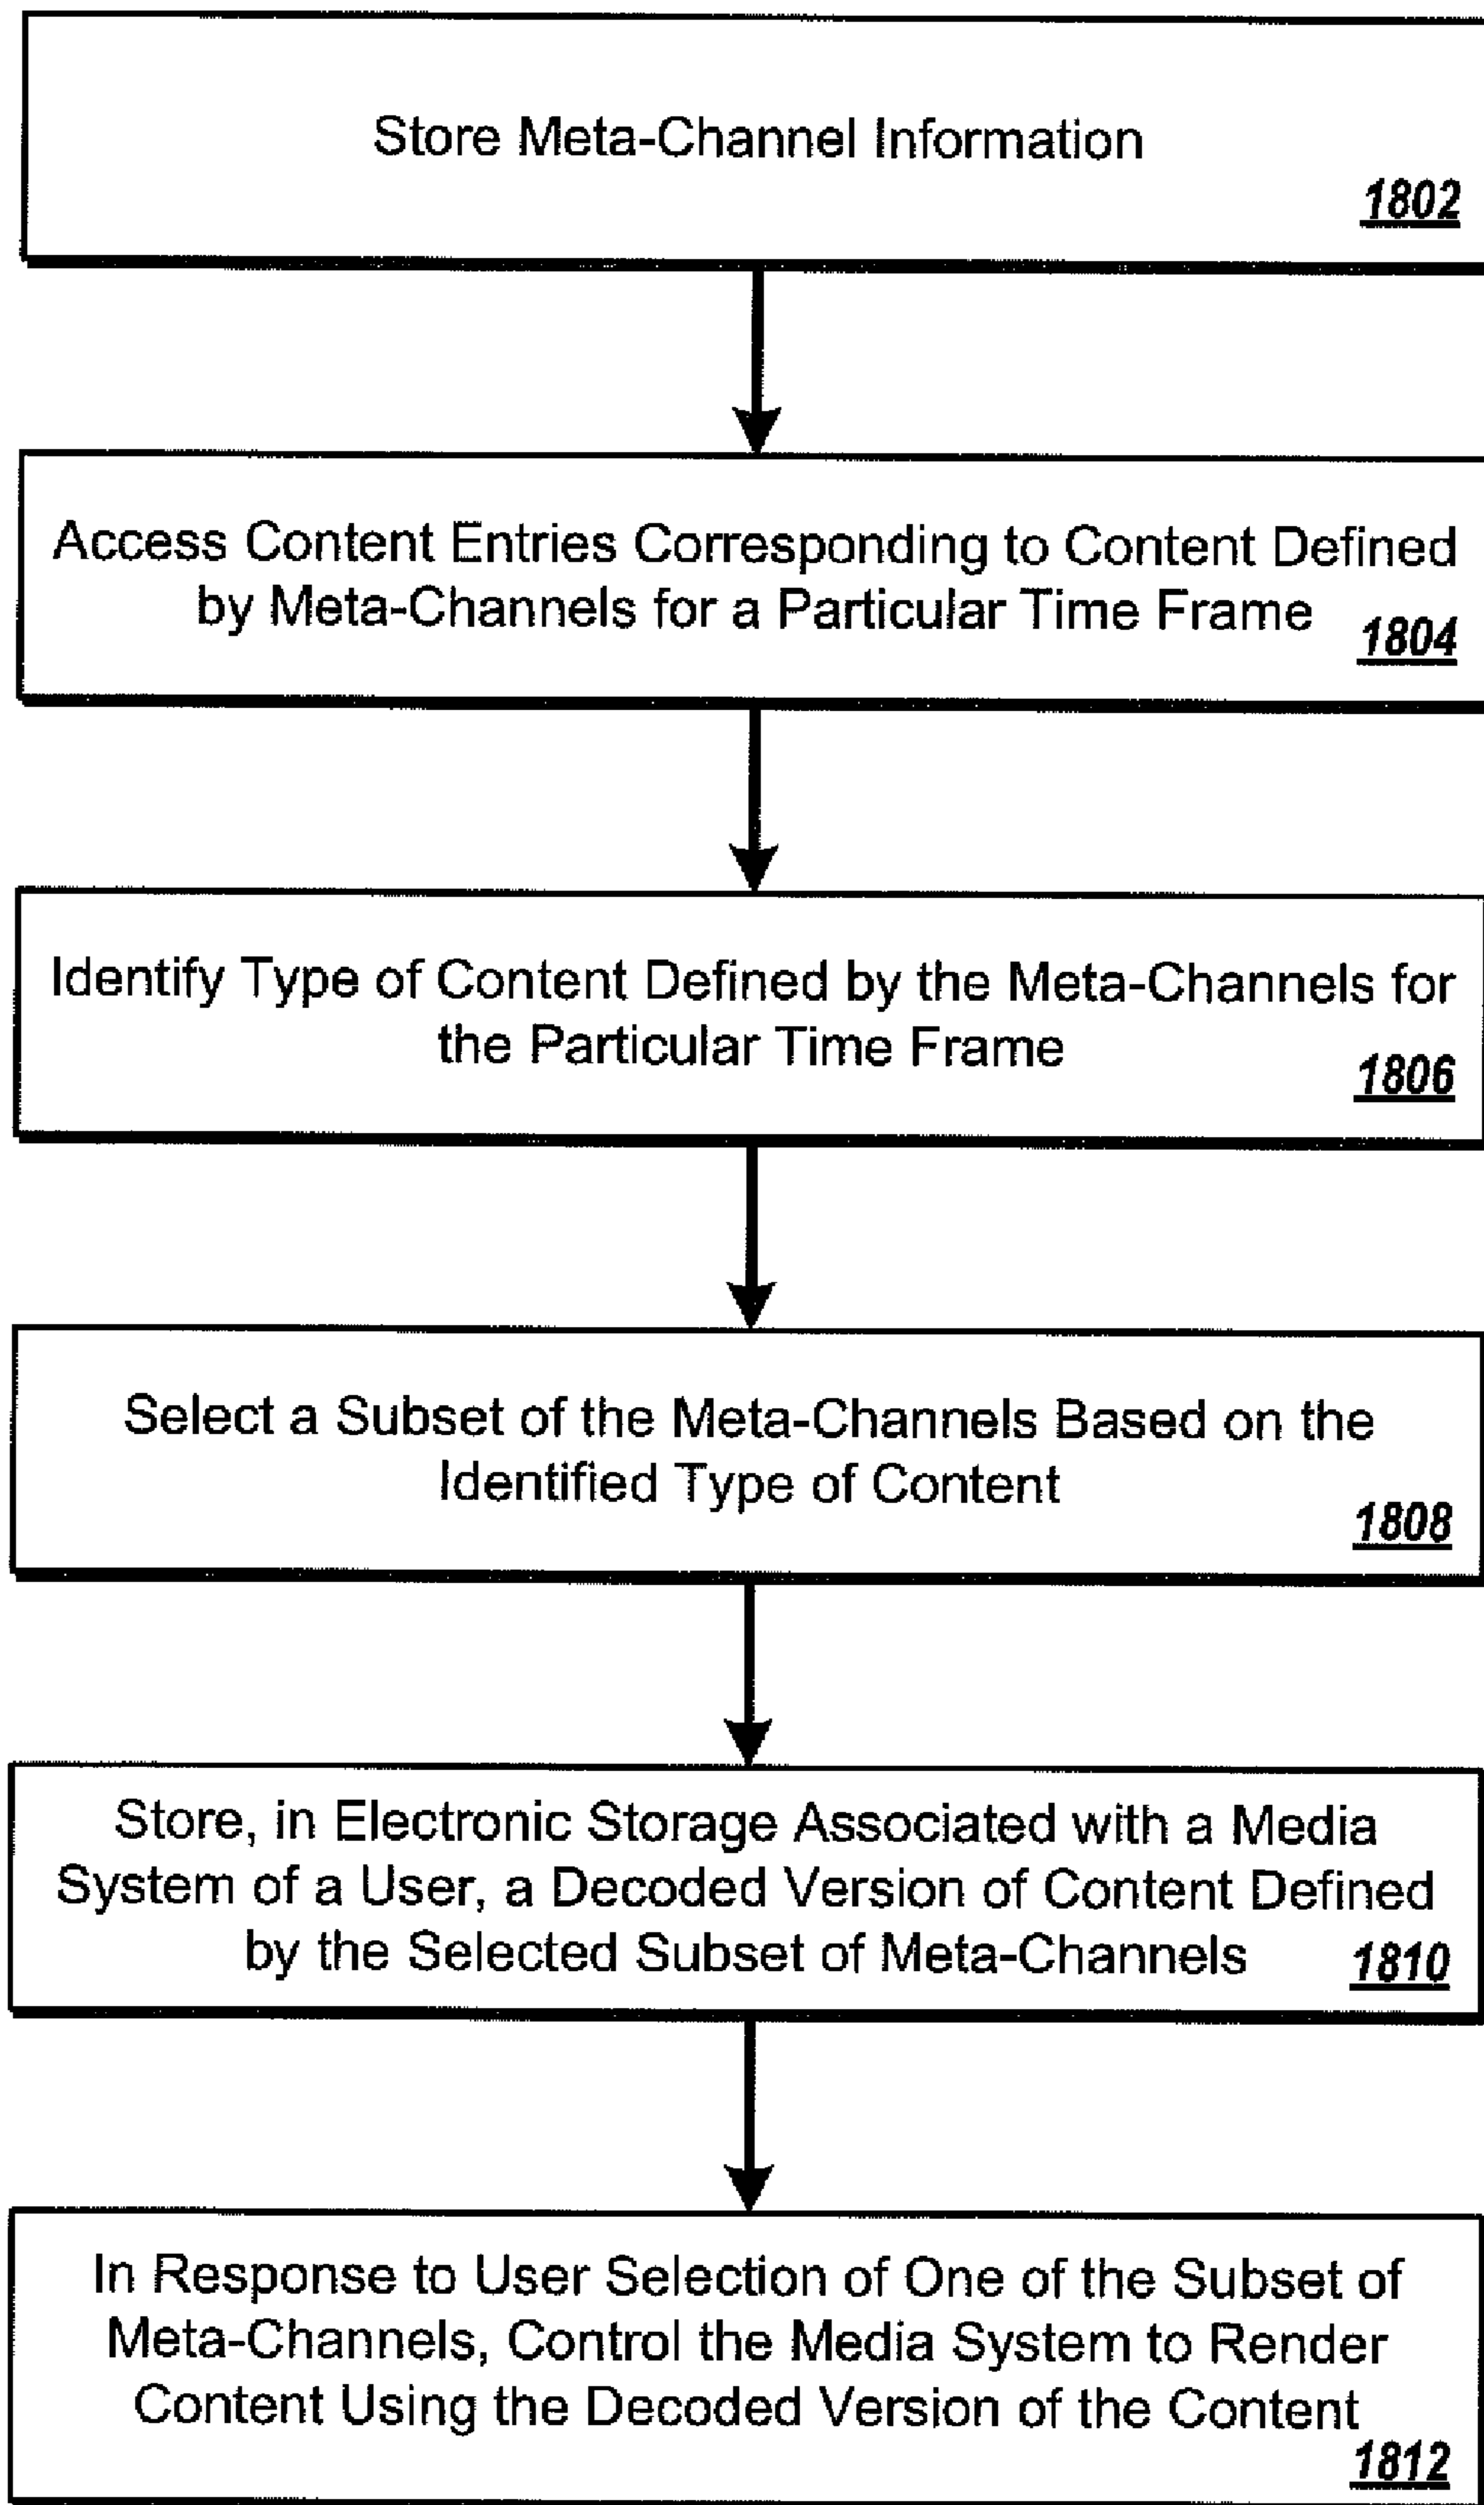 Store Meta-Channel Information
1802
Access Content Entries Corresponding to Content Defined
by Meta-Channels for a Particular Time Frame
1804
Identify Type of Content Defined by the Meta-Channels for
the Particular Time Frame
1806
Select a Subset of the Meta-Channels Based on the
Identified Type of Content
1808
Store, in Electronic Storage Associated with a Media
System of a User, a Decoded Version of Content Defined
by the Selected Subset of Meta-Channels
1810
In Response to User Selection of One of the Subset of
Meta-Channels, Control the Media System to Render
Content Using the Decoded Version of the Content
1812